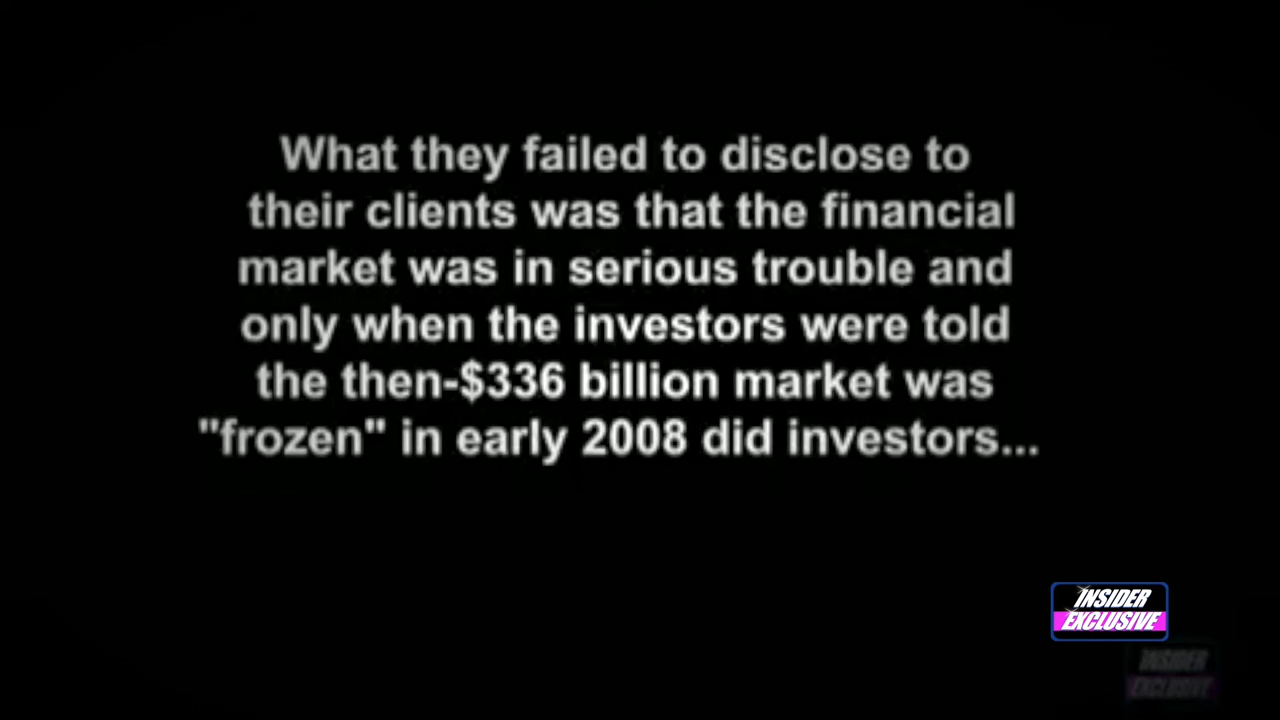 What they failed to disclose to
their clients was that the financial
market was in serious trouble and
only when the investors were told
the then-$336 billion market was
"frozen" in early 2008 did investors...
INSIDER
EXCLUSIVE
INSIDER
EXCLUSIVE